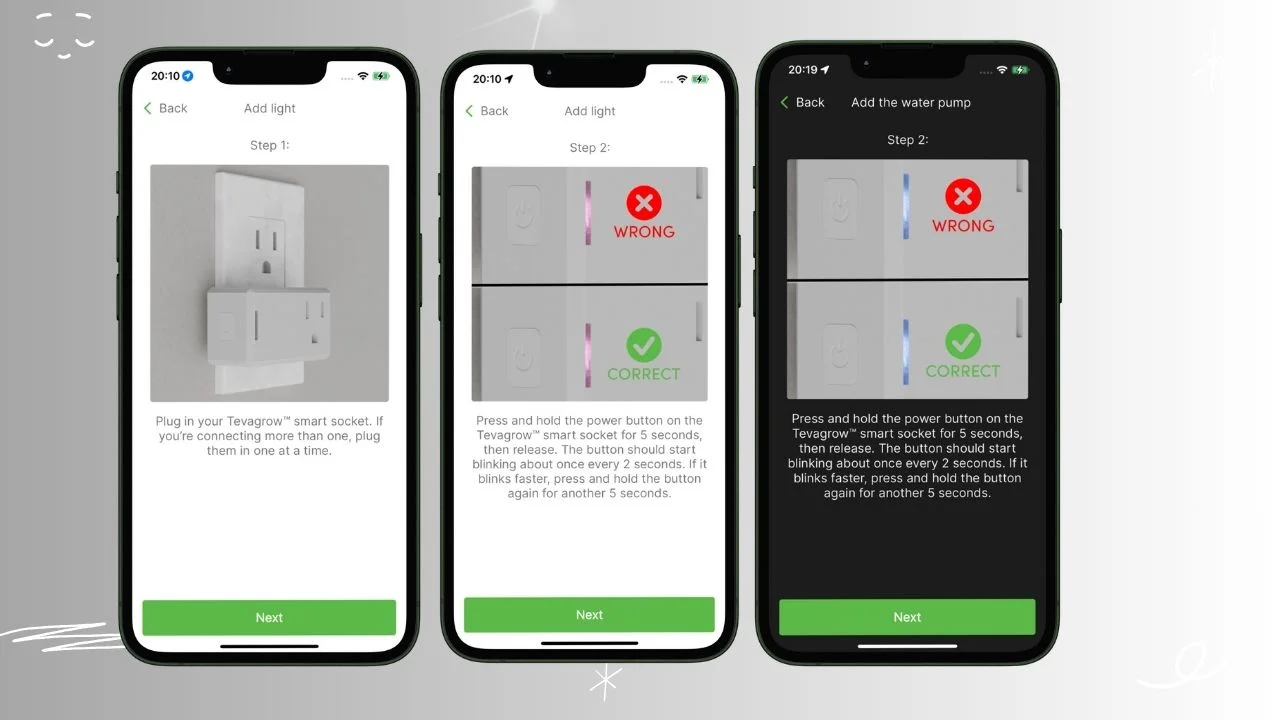 20:10
Back
Add light
Step 1:
Plug in your Tevagrow™ smart socket. If
you’re connecting more than one, plug
them in one at a time.
Next
20:10
Back
Add light
Step 2:
WRONG
CORRECT
Press and hold the power button on the
Tevagrow™ smart socket for 5 seconds,
then release. The button should start
blinking about once every 2 seconds. If it
blinks faster, press and hold the button
again for another 5 seconds.
Next
20:19
Back
Add the water pump
Step 2:
WRONG
CORRECT
Press and hold the power button on the
Tevagrow™ smart socket for 5 seconds,
then release. The button should start
blinking about once every 2 seconds. If it
blinks faster, press and hold the button
again for another 5 seconds.
Next